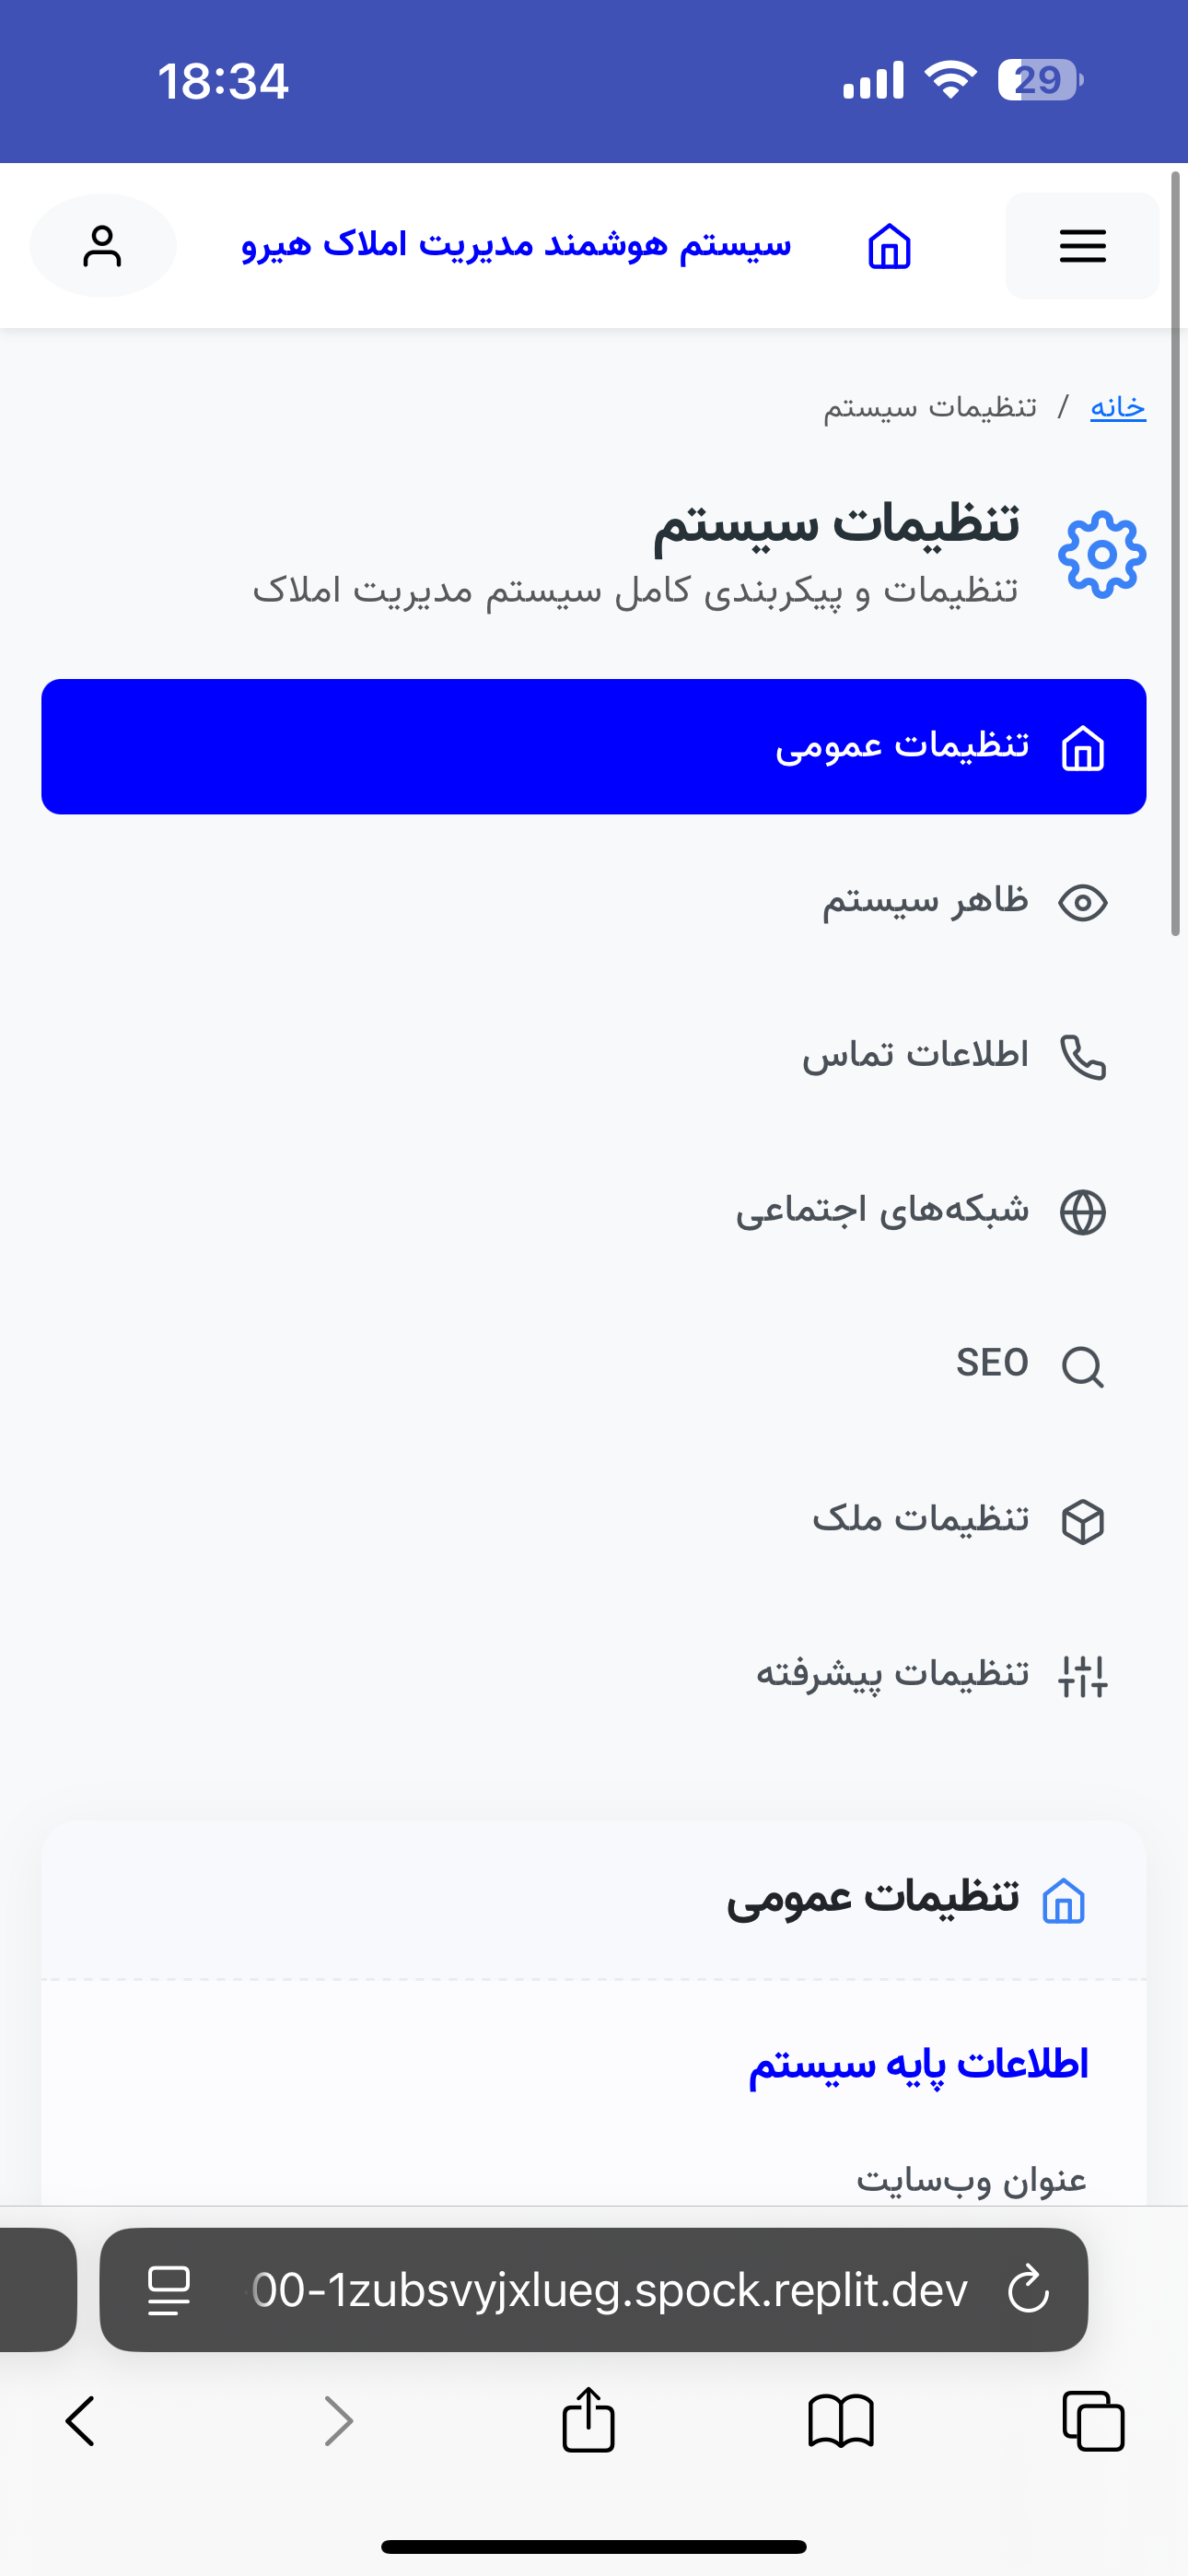 18:34
29
سیستم هوشمند مدیریت املاک هیرو
خانه / تنظیمات سیستم
تنظیمات سیستم
تنظیمات و پیکربندی کامل سیستم مدیریت املاک
تنظیمات عمومی
ظاهر سیستم
اطلاعات تماس
شبکه‌های اجتماعی
SEO
تنظیمات ملک
تنظیمات پیشرفته
تنظیمات عمومی
اطلاعات پایه سیستم
عنوان وب‌سایت
00-1zubsvyjxlueg.spock.replit.dev